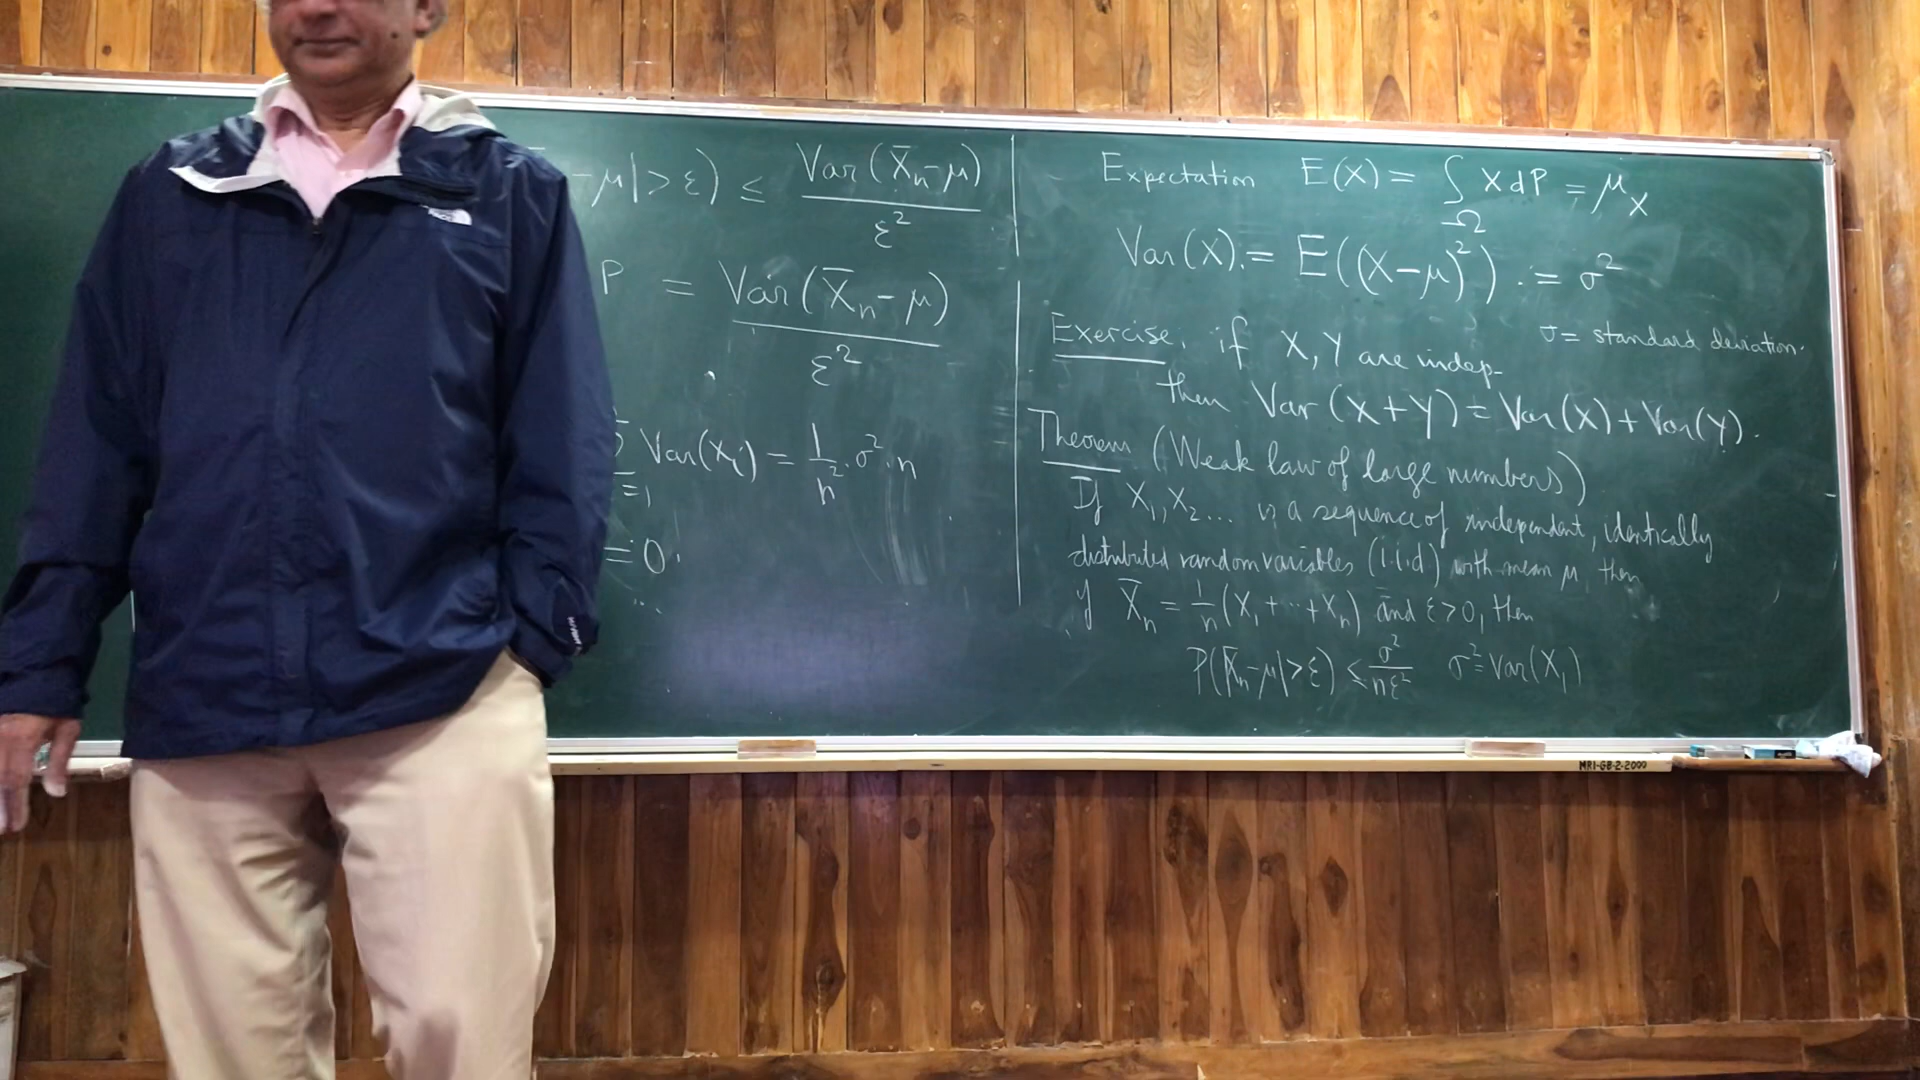 -μ|>ε) ≤ Var(X̄ₙ-μ)/ε²
P = Var(X̄ₙ-μ)/ε²
Var(Xᵢ) = 1/n²·σ²·n
=1
=0.
Expectation E(X) = ∫_Ω X dP = μ_X
Var(X) := E((X-μ)²) := σ²
σ = standard deviation.
Exercise. if X, Y are indep-
then Var(X+Y) = Var(X) + Var(Y).
Theorem (Weak law of large numbers)
If X₁, X₂... is a sequence of independent, identically
distributed random variables (i.i.d) with mean μ, then
if X̄ₙ = 1/n(X₁+···+Xₙ) and ε>0, then
P(|X̄ₙ-μ|>ε) ≤ σ²/nε² σ²=Var(X₁)
MRI-GB-2-2000